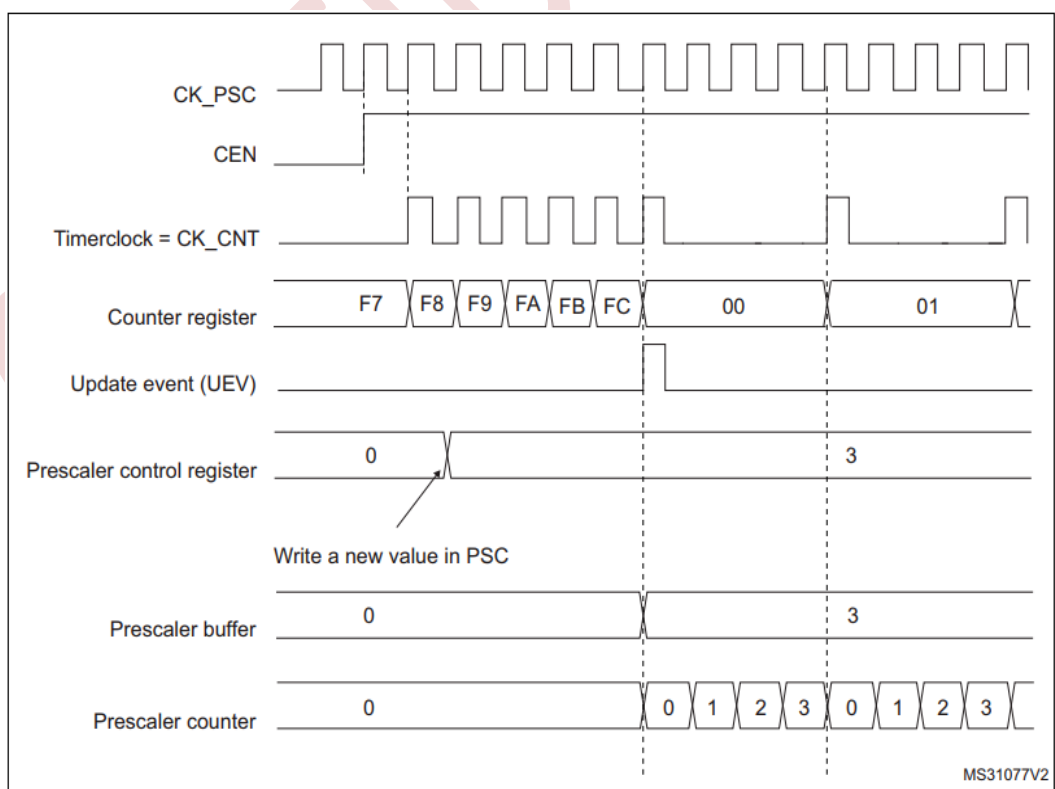 CK_PSC
CEN
Timerclock = CK_CNT
Counter register F7 F8 F9 FA FB FC 00 01
Update event (UEV)
Prescaler control register 0 3
Write a new value in PSC
Prescaler buffer 0 3
Prescaler counter 0 0 1 2 3 0 1 2 3
MS31077V2